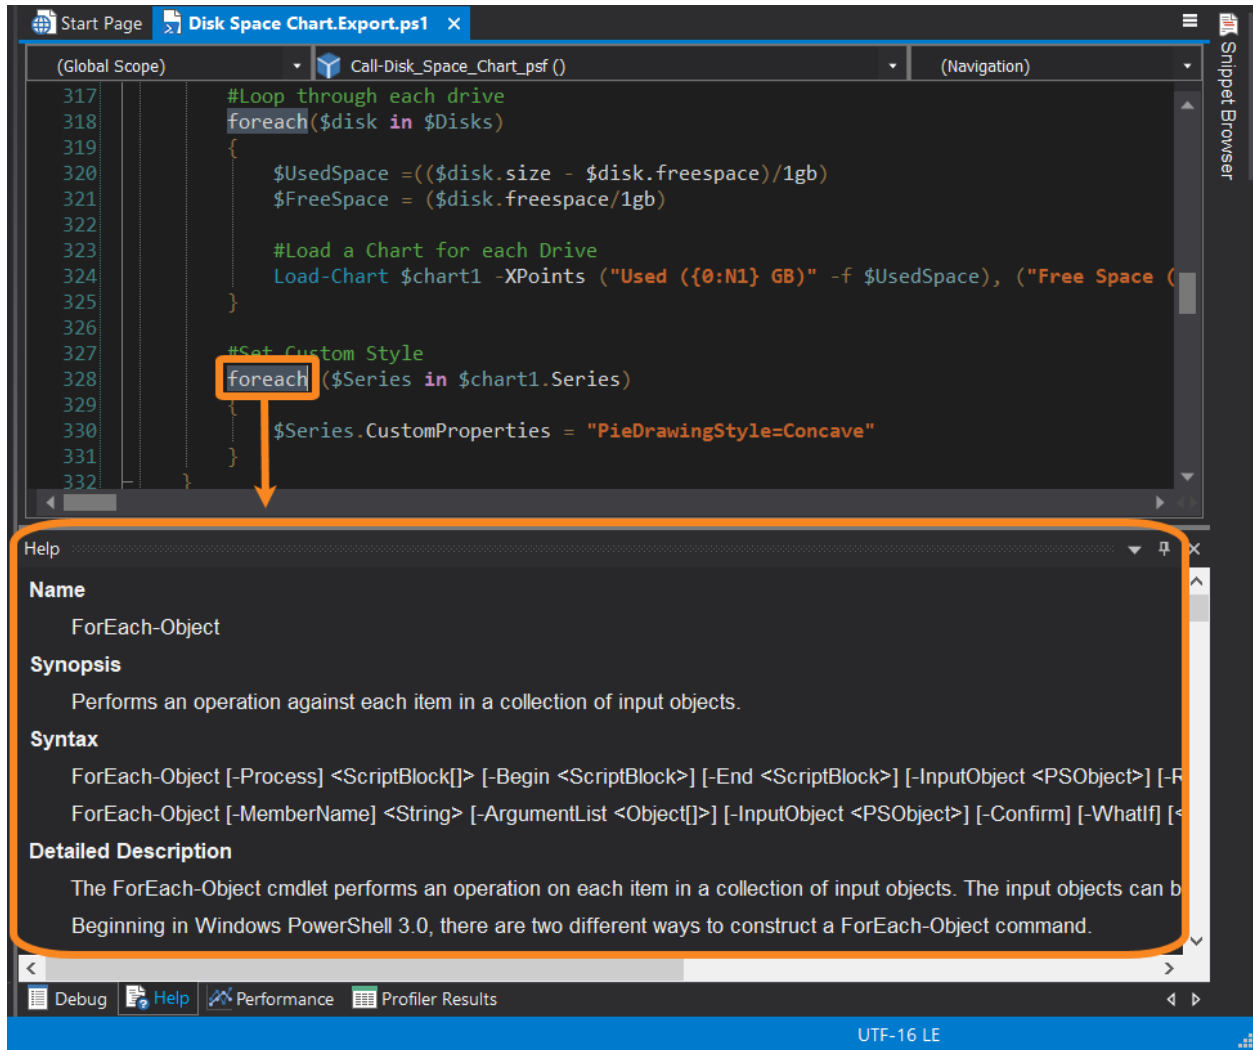 Start Page
Disk Space Chart.Export.ps1
Snippet Browser
(Global Scope)
Call-Disk_Space_Chart_psf ()
(Navigation)
317 #Loop through each drive
318 foreach($disk in $Disks)
319 {
320 $UsedSpace =(($disk.size - $disk.freespace)/1gb)
321 $FreeSpace = ($disk.freespace/1gb)
322
323 #Load a Chart for each Drive
324 Load-Chart $chart1 -XPoints ("Used ({0:N1} GB)" -f $UsedSpace), ("Free Space (
325 }
326
327 #Set Custom Style
328 foreach ($Series in $chart1.Series)
329 {
330 $Series.CustomProperties = "PieDrawingStyle=Concave"
331 }
332 }
Help
Name
ForEach-Object
Synopsis
Performs an operation against each item in a collection of input objects.
Syntax
ForEach-Object [-Process] <ScriptBlock[]> [-Begin <ScriptBlock>] [-End <ScriptBlock>] [-InputObject <PSObject>] [-R
ForEach-Object [-MemberName] <String> [-ArgumentList <Object[]>] [-InputObject <PSObject>] [-Confirm] [-WhatIf] [<
Detailed Description
The ForEach-Object cmdlet performs an operation on each item in a collection of input objects. The input objects can b
Beginning in Windows PowerShell 3.0, there are two different ways to construct a ForEach-Object command.
Debug
Help
Performance
Profiler Results
UTF-16 LE